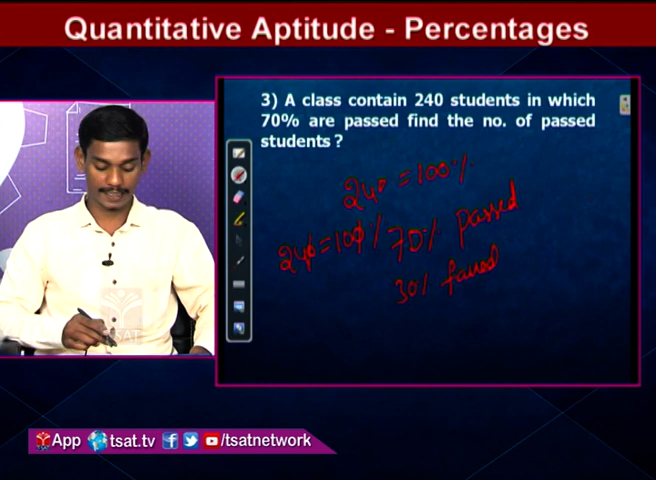 Quantitative Aptitude - Percentages
3) A class contain 240 students in which
70% are passed find the no. of passed
students ?
240 = 100%
240 = 100%
70% passed
30% failed
TSAT
App tsat.tv /tsatnetwork